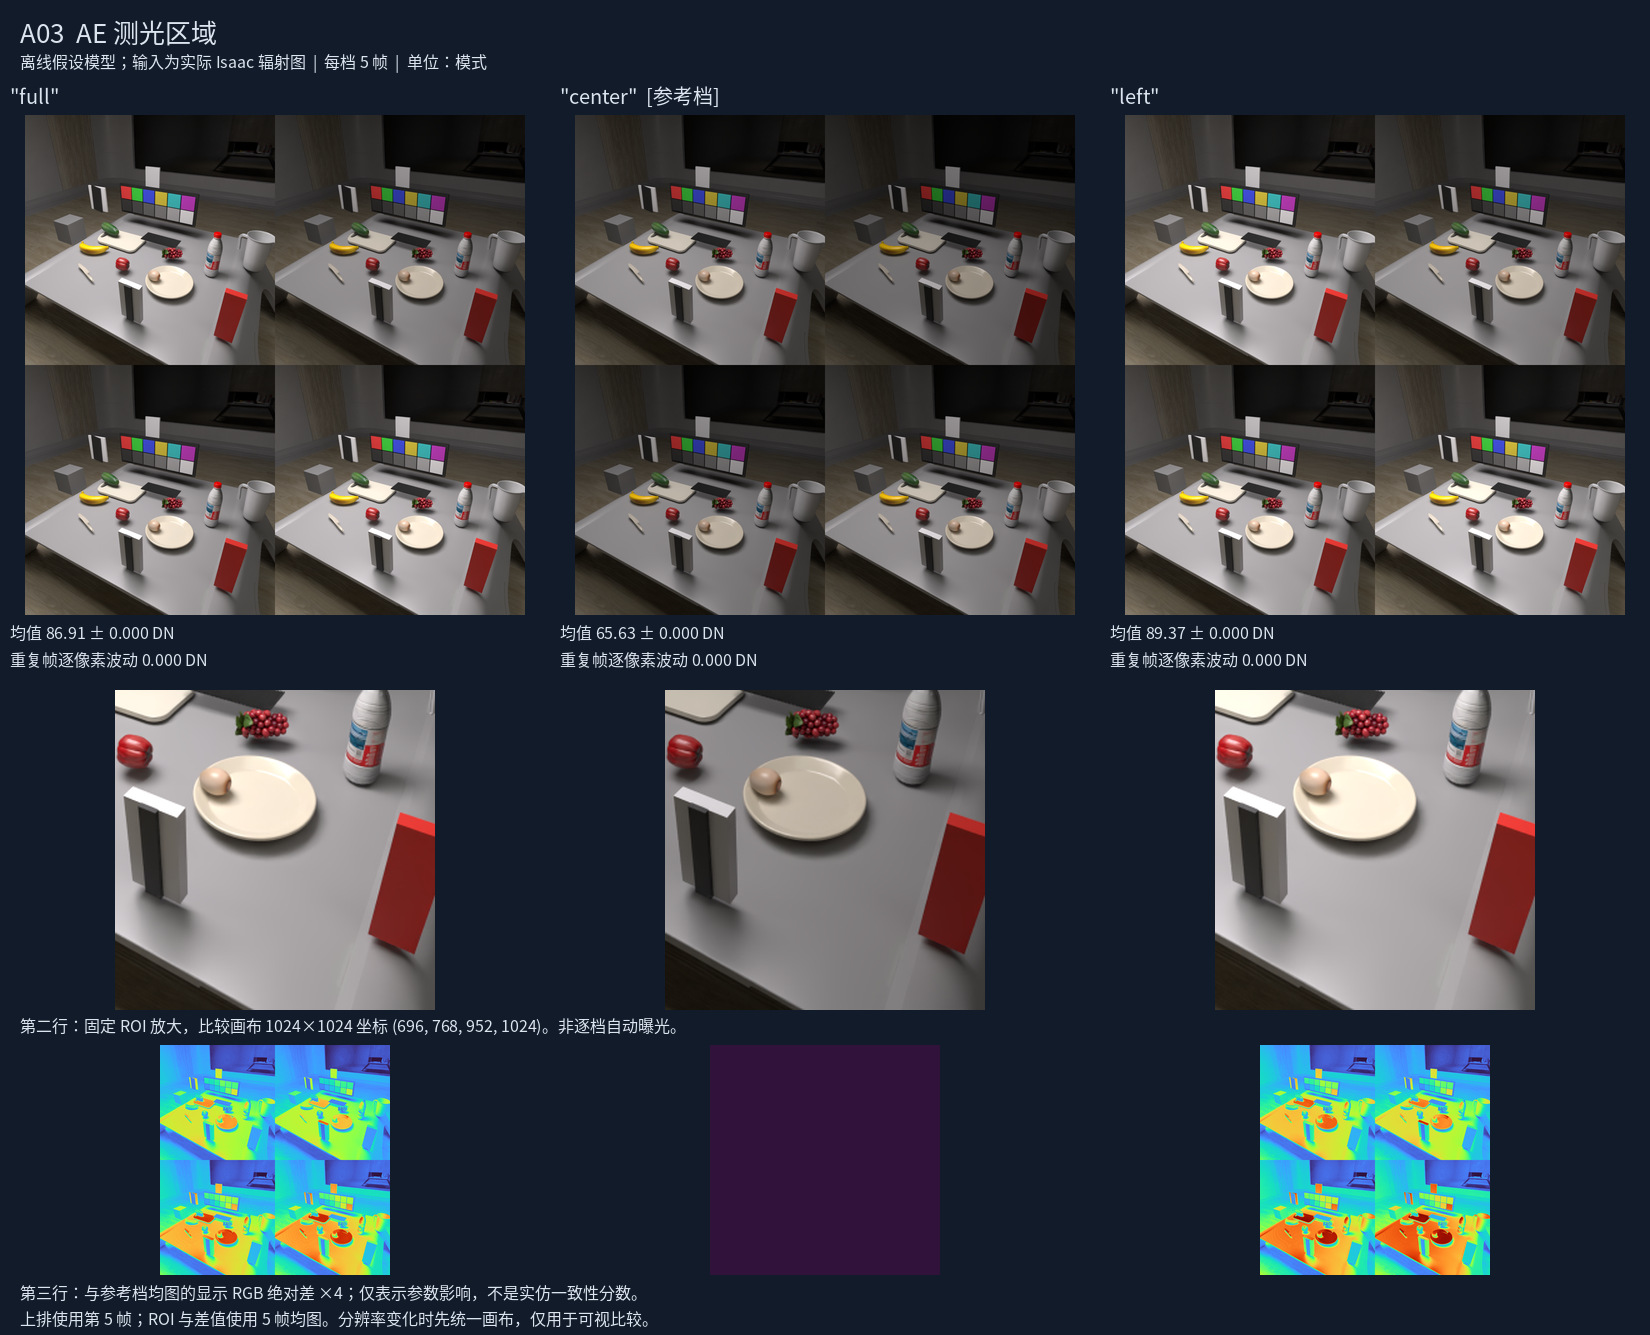 A03 AE 测光区域
离线假设模型；输入为实际 Isaac 辐射图 | 每档 5 帧 | 单位：模式
"full"
"center" [参考档]
"left"
均值 86.91 ± 0.000 DN
重复帧逐像素波动 0.000 DN
均值 65.63 ± 0.000 DN
重复帧逐像素波动 0.000 DN
均值 89.37 ± 0.000 DN
重复帧逐像素波动 0.000 DN
第二行：固定 ROI 放大，比较画布 1024×1024 坐标 (696, 768, 952, 1024)。非逐档自动曝光。
第三行：与参考档均图的显示 RGB 绝对差 ×4；仅表示参数影响，不是实仿一致性分数。
上排使用第 5 帧；ROI 与差值使用 5 帧均图。分辨率变化时先统一画布，仅用于可视比较。